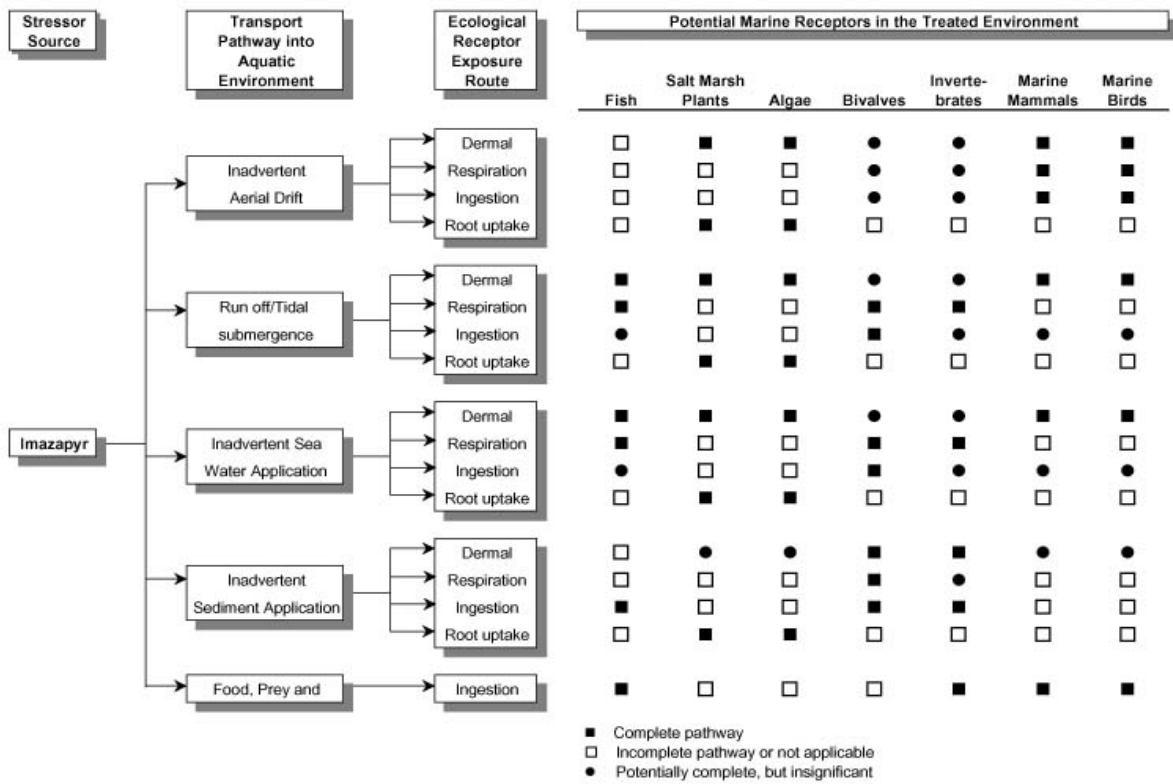 Stressor
Source
Transport
Pathway into
Aquatic
Environment
Ecological
Receptor
Exposure
Route
Potential Marine Receptors in the Treated Environment
Fish
Salt Marsh
Plants
Algae
Bivalves
Inverte-
brates
Marine
Mammals
Marine
Birds
Imazapyr
Inadvertent
Aerial Drift
Dermal
Respiration
Ingestion
Root uptake
Run off/Tidal
submergence
Dermal
Respiration
Ingestion
Root uptake
Inadvertent Sea
Water Application
Dermal
Respiration
Ingestion
Root uptake
Inadvertent
Sediment Application
Dermal
Respiration
Ingestion
Root uptake
Food, Prey and
Ingestion
Complete pathway
Incomplete pathway or not applicable
Potentially complete, but insignificant